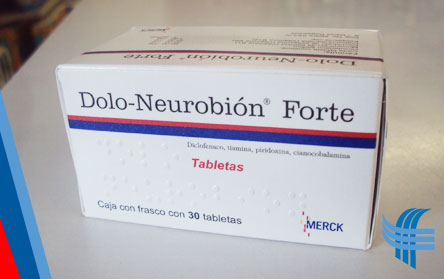 Dolo-Neurobión® Forte
Dolo-Neurobión® Forte
Diclofenaco, tiamina, piridoxina, cianocobalamina
Tabletas
Caja con frasco con 30 tabletas
MERCK